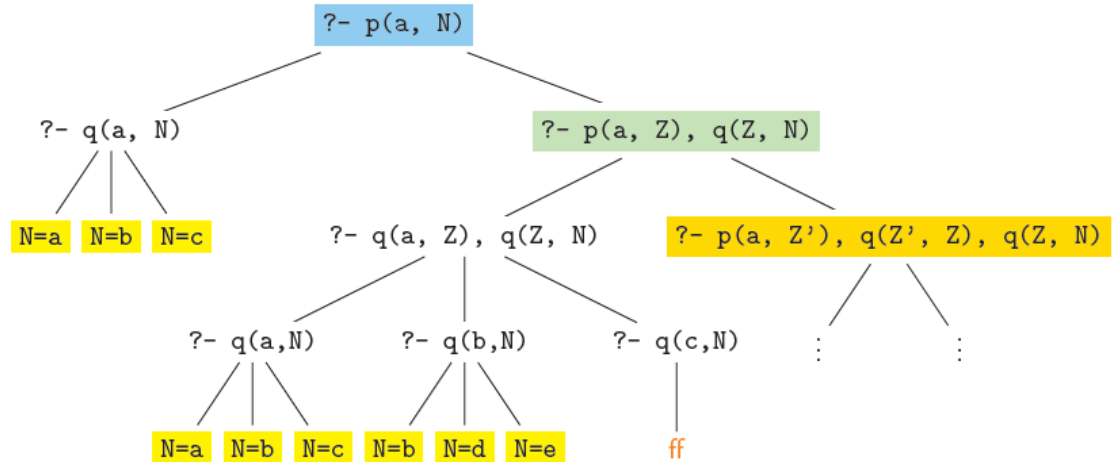 ?- p(a, N)
?- q(a, N)
?- p(a, Z), q(Z, N)
N=a N=b N=c
?- q(a, Z), q(Z, N)
?- p(a, Z'), q(Z', Z), q(Z, N)
?- q(a,N)
?- q(b,N)
?- q(c,N)
⋮ ⋮
N=a N=b N=c N=b N=d N=e
ff